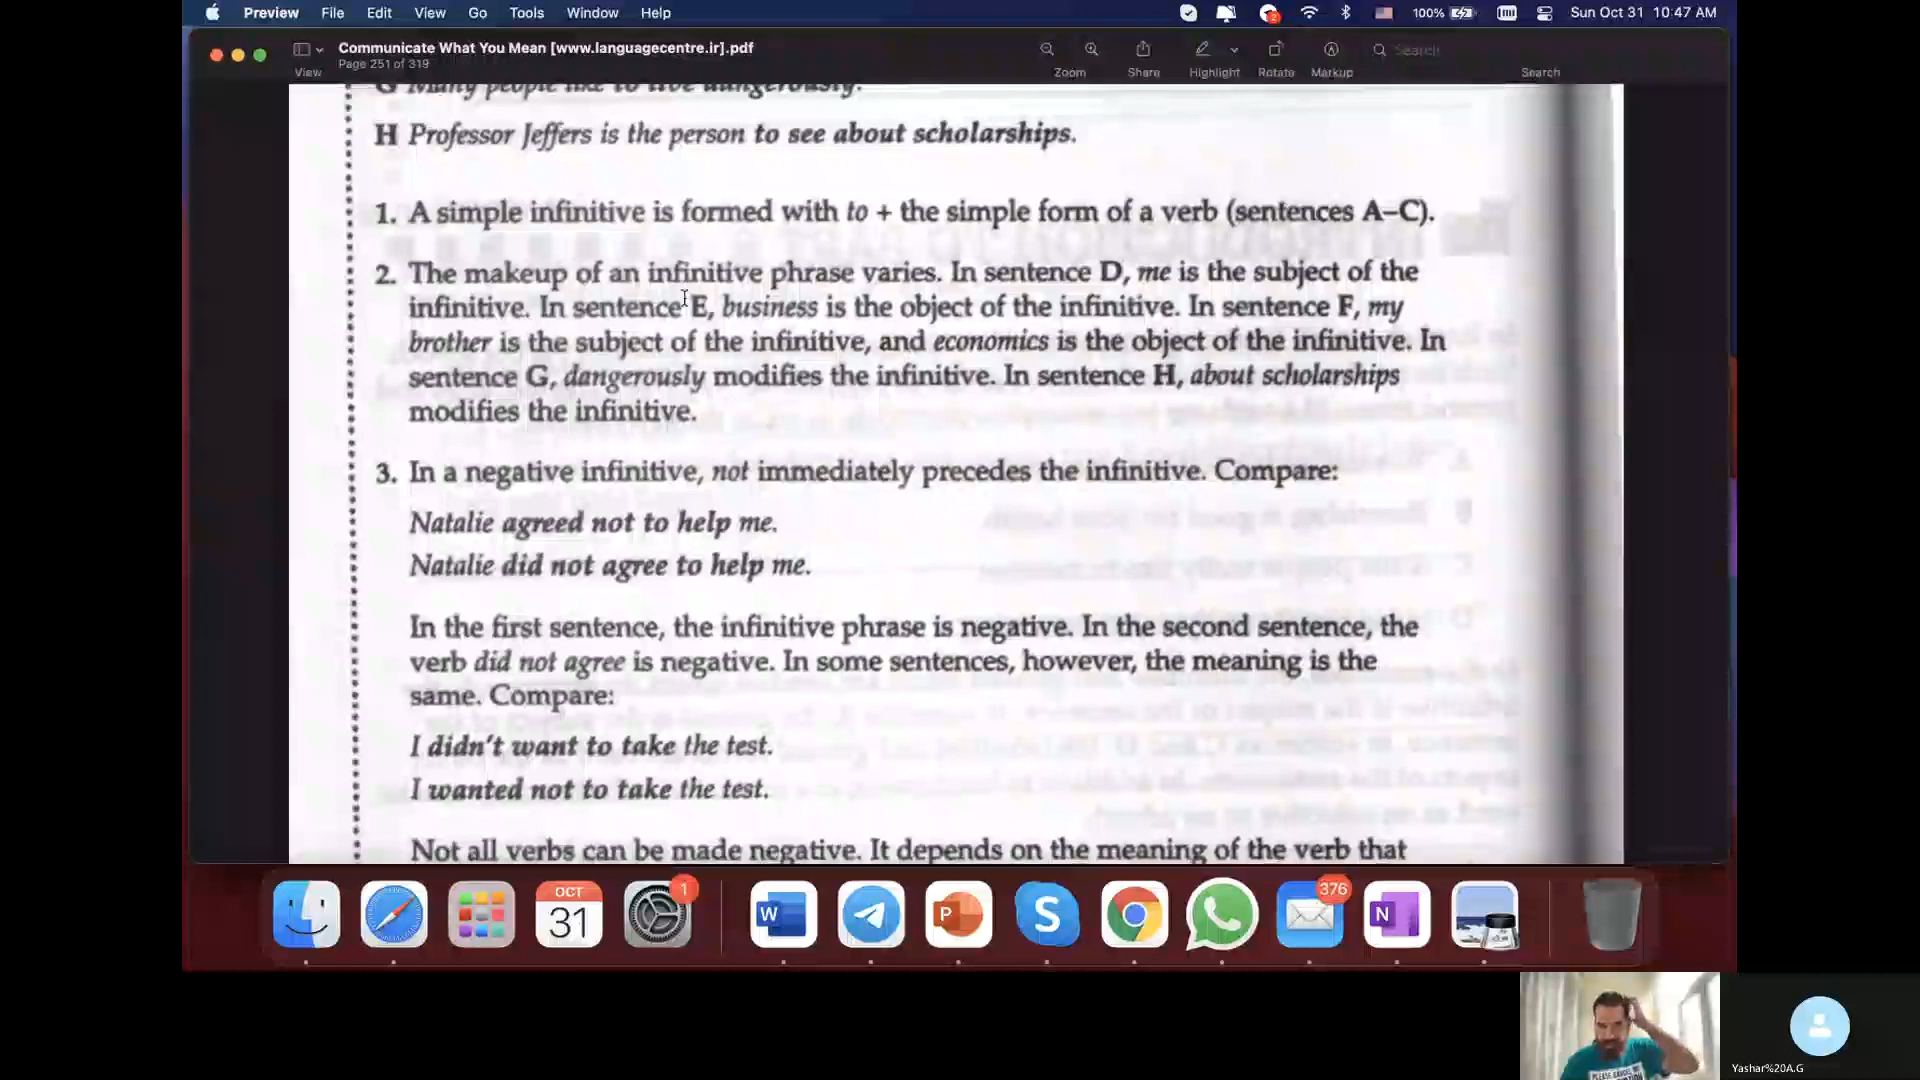 Preview File Edit View Go Tools Window Help
2
100%
Sun Oct 31 10:47 AM
Communicate What You Mean [www.languagecentre.ir].pdf
Page 251 of 319
Search
View
Zoom
Share
Highlight
Rotate
Markup
Search
G Many people like to live dangerously.
H Professor Jeffers is the person to see about scholarships.
1. A simple infinitive is formed with to + the simple form of a verb (sentences A–C).
2. The makeup of an infinitive phrase varies. In sentence D, me is the subject of the
infinitive. In sentence E, business is the object of the infinitive. In sentence F, my
brother is the subject of the infinitive, and economics is the object of the infinitive. In
sentence G, dangerously modifies the infinitive. In sentence H, about scholarships
modifies the infinitive.
3. In a negative infinitive, not immediately precedes the infinitive. Compare:
Natalie agreed not to help me.
Natalie did not agree to help me.
In the first sentence, the infinitive phrase is negative. In the second sentence, the
verb did not agree is negative. In some sentences, however, the meaning is the
same. Compare:
I didn't want to take the test.
I wanted not to take the test.
Not all verbs can be made negative. It depends on the meaning of the verb that
OCT
31
1
W
P
S
376
N
Yashar%20A.G